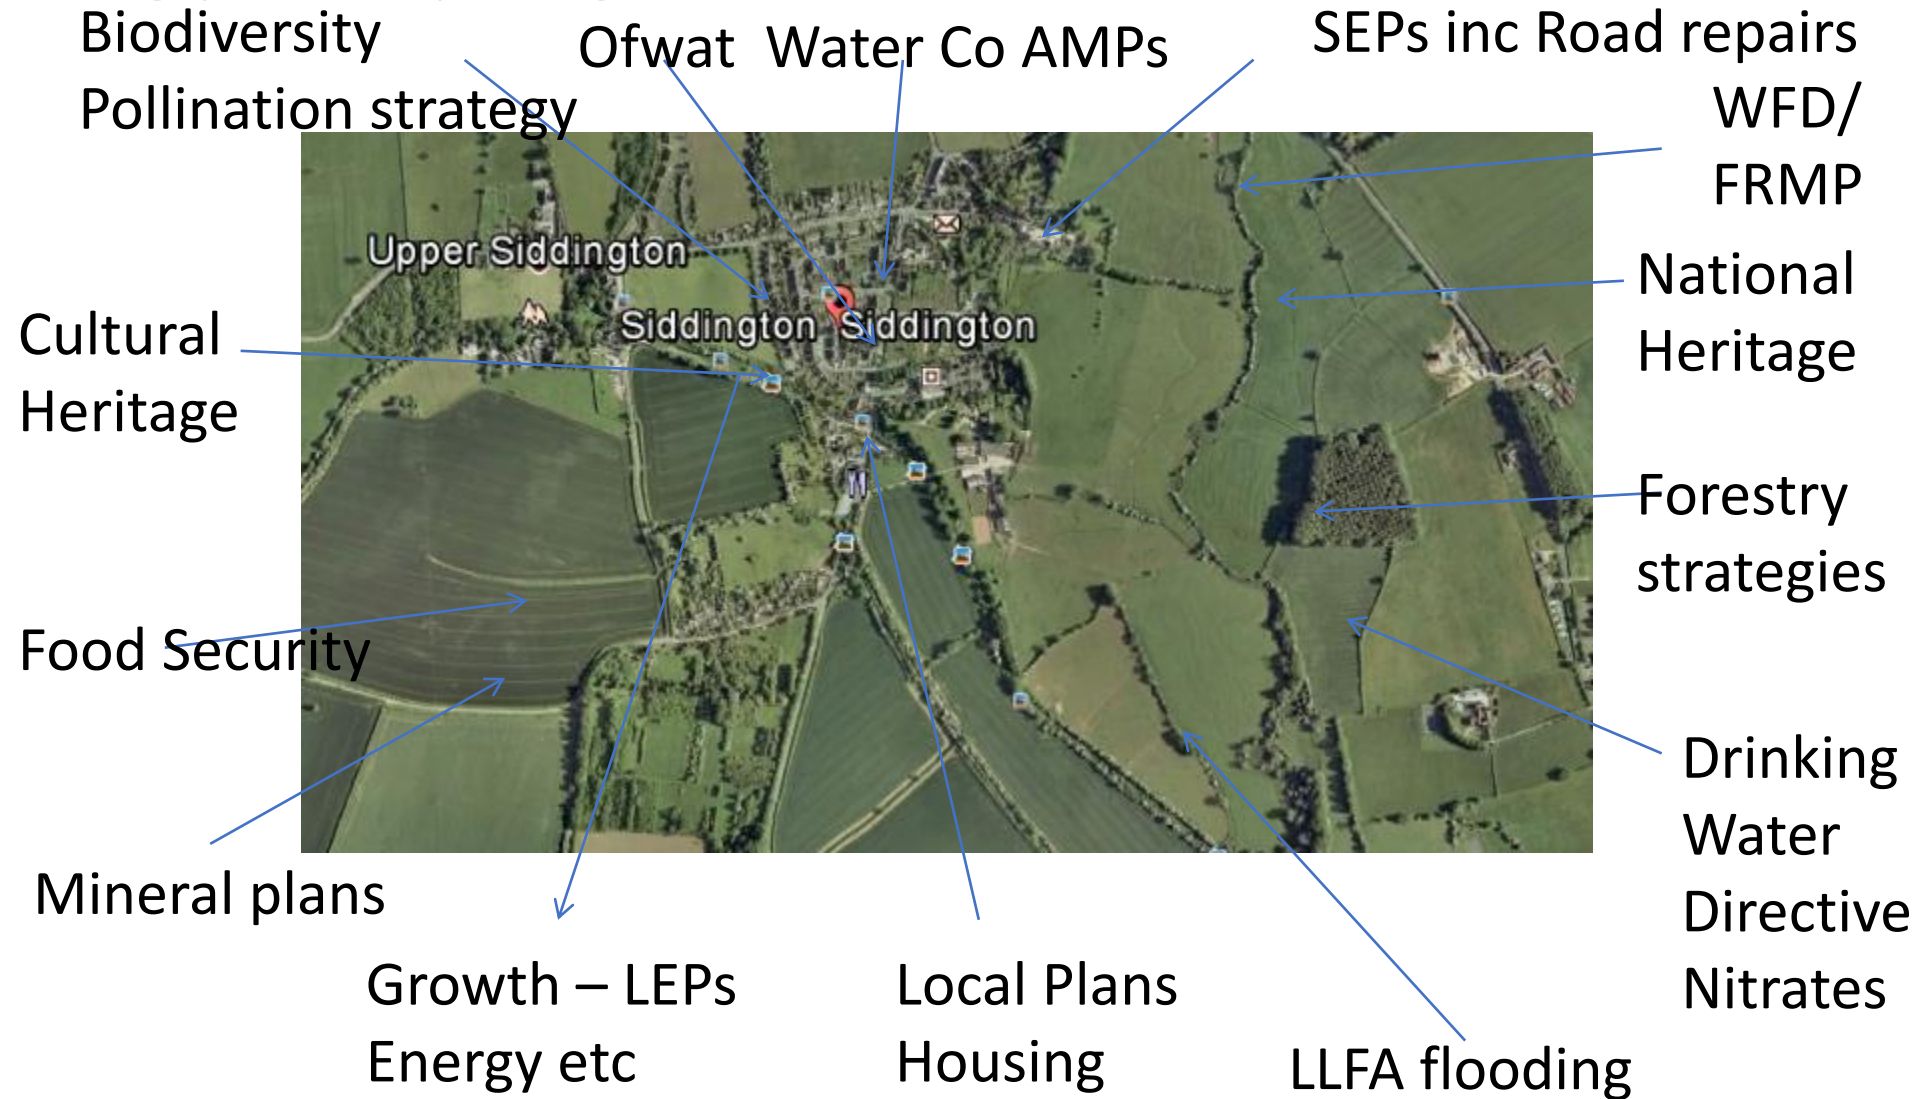 Biodiversity
Pollination strategy
Ofwat Water Co AMPs
SEPs inc Road repairs
WFD/
FRMP
Upper Siddington
Siddington Siddington
National
Heritage
Cultural
Heritage
Forestry
strategies
Food Security
Drinking
Water
Directive
Nitrates
Mineral plans
Growth – LEPs
Energy etc
Local Plans
Housing
LLFA flooding